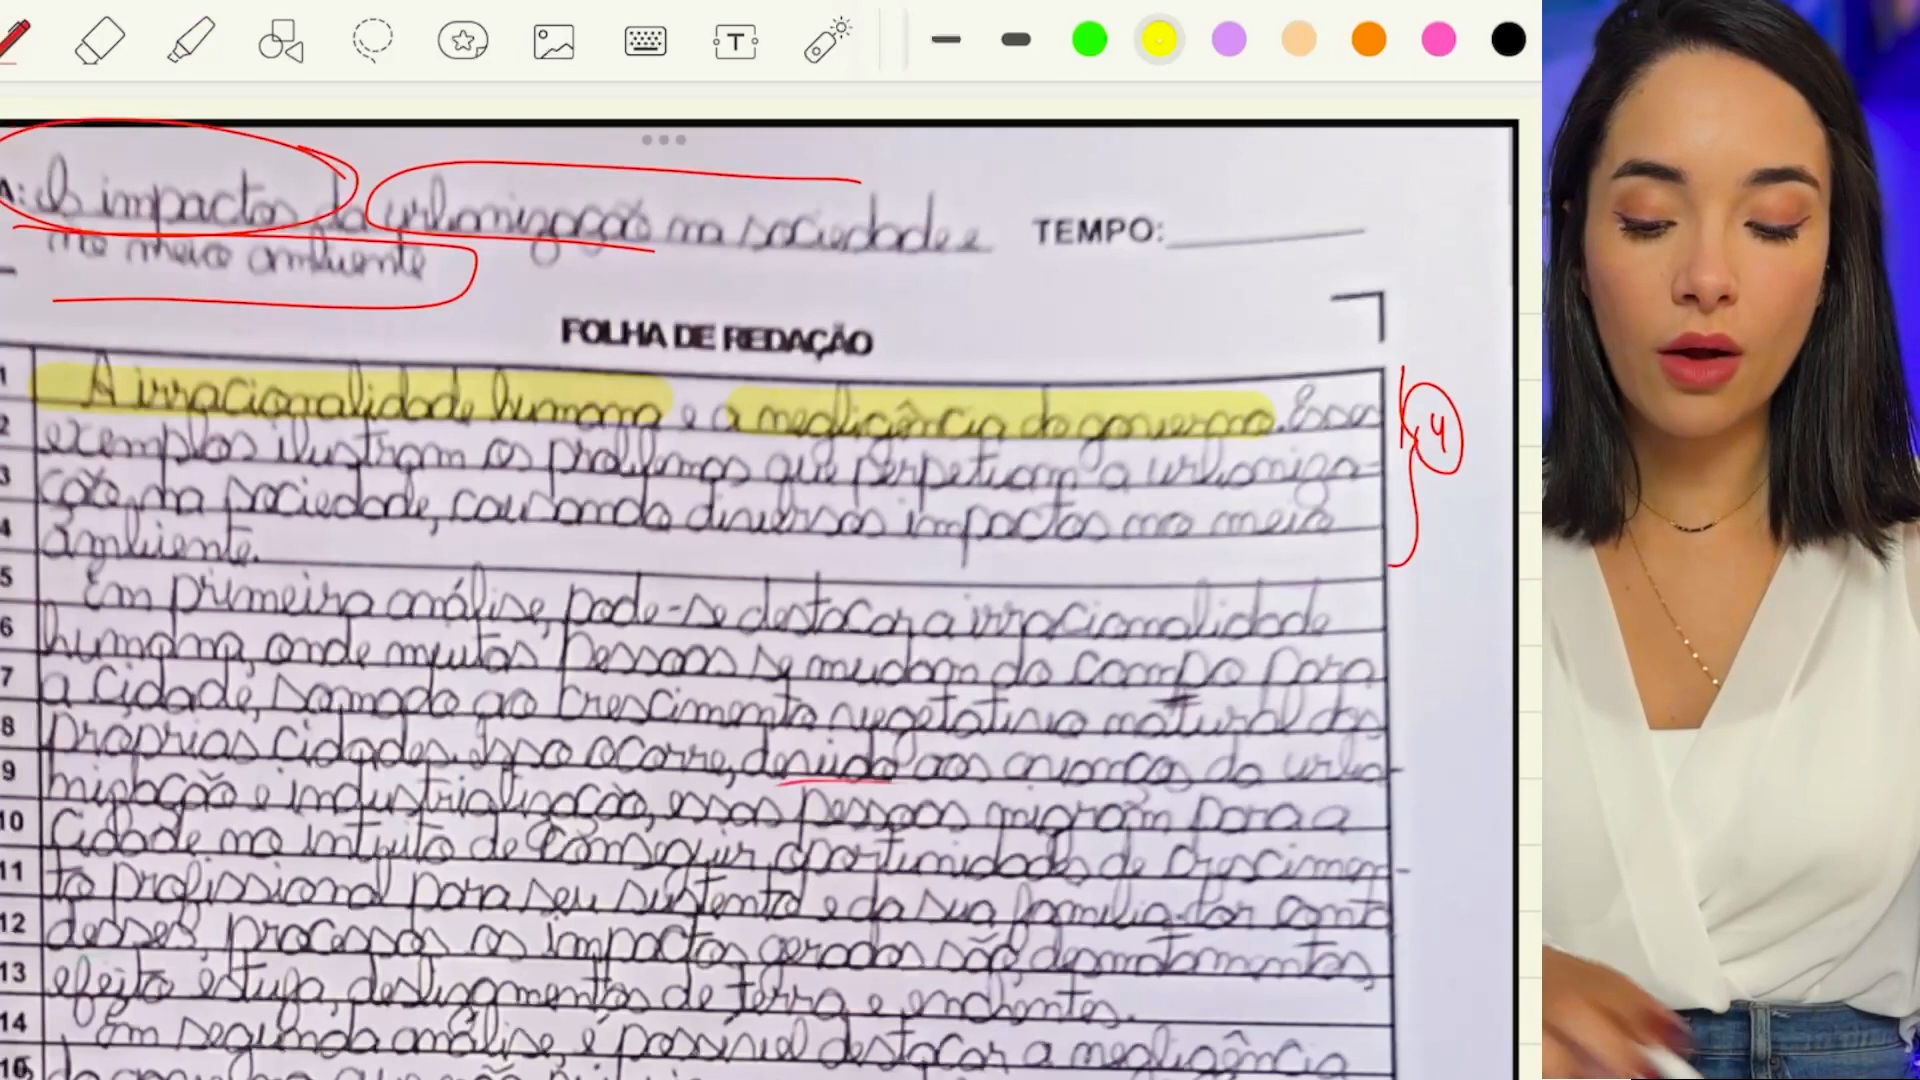 A: Os impactos da urbanização na sociedade e
no meio ambiente
TEMPO:
FOLHA DE REDAÇÃO
1 A irracionalidade humana e a negligência do governo. Esses
2 exemplos ilustram os problemas que perpetuam a urbaniza-
3 ção, na sociedade, causando diversos impactos no meio
4 ambiente.
5 Em primeira análise, pode-se destacar a irracionalidade
6 humana, onde muitas pessoas se mudam do campo para
7 a cidade, somado ao crescimento vegetativo natural das
8 próprias cidades. Isso ocorre, devido aos avanços da urba-
9 nização e industrialização, essas pessoas migram para a
10 cidade no intuito de conseguir oportunidades de crescimen-
11 to profissional para seu sustento e da sua família. Por conta
12 desses processos os impactos gerados são, desmatamentos,
13 efeito estufa, deslizamentos de terra e enchentes.
14 Em segunda análise, é possível destacar a negligência
15
4
T